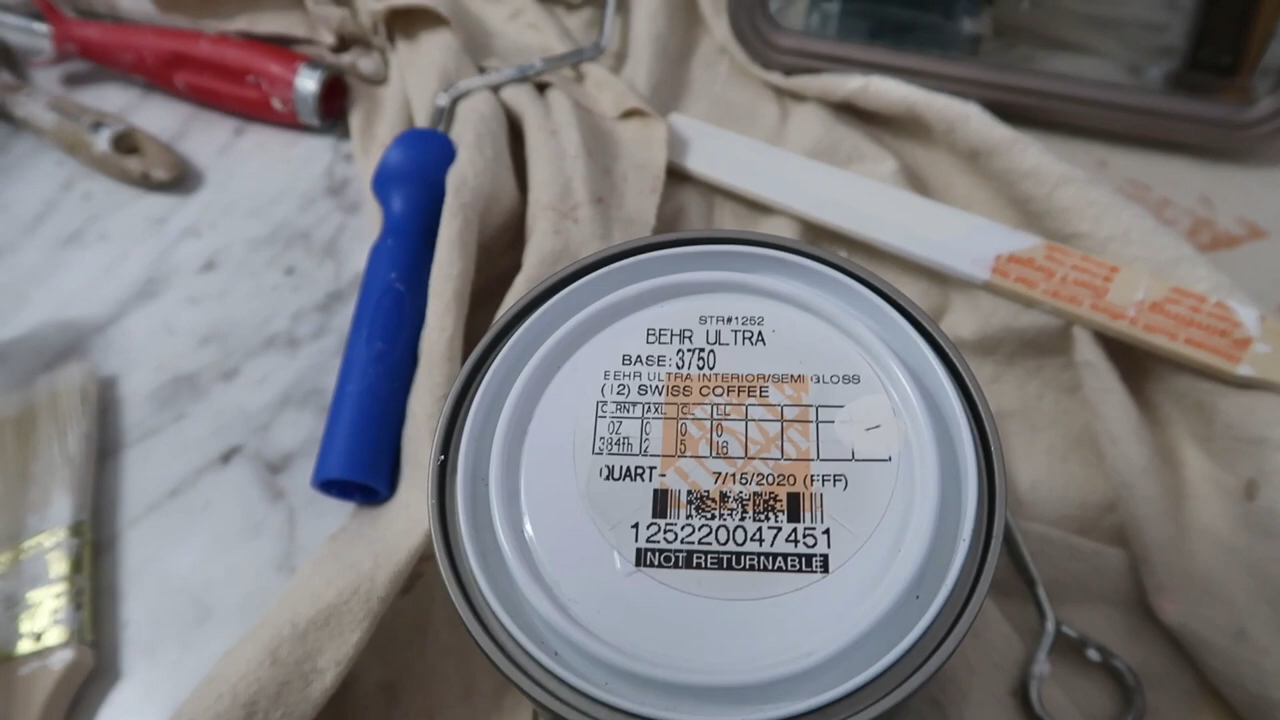 STR#1252
BEHR ULTRA
BASE: 3750
BEHR ULTRA INTERIOR/SEMI GLOSS
(12) SWISS COFFEE
CLRNT AXL CL LL
OZ 0 0 0
384th 2 5 16
QUART- 7/15/2020 (FFF)
125220047451
NOT RETURNABLE